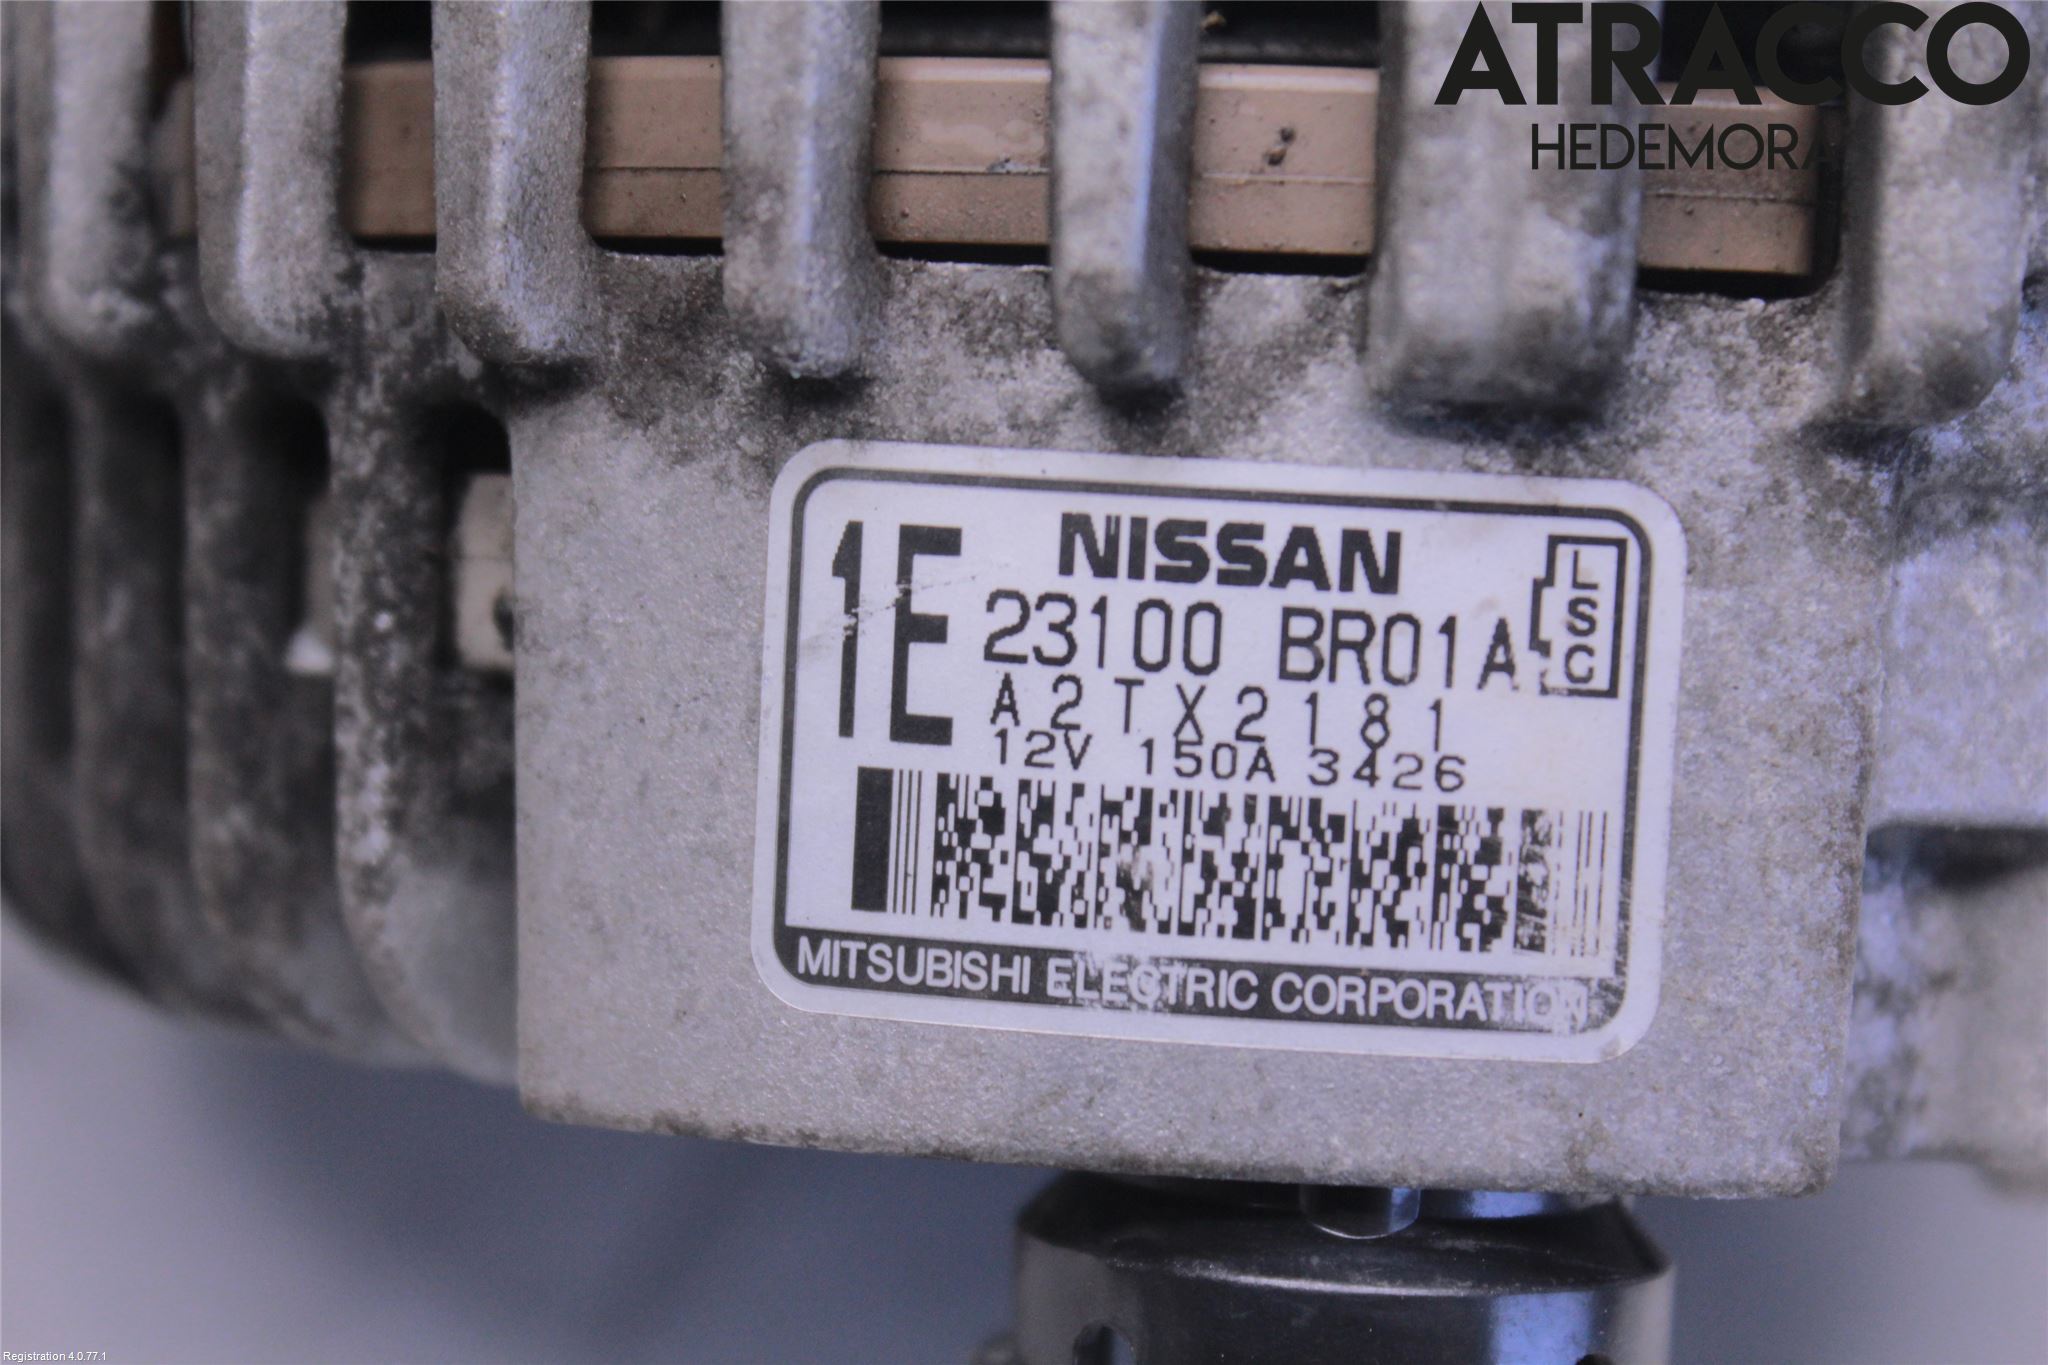 ATRACCO
HEDEMORA
NISSAN
1E
23100 BR01A
LSC
A2TX2181
12V 150A 3426
MITSUBISHI ELECTRIC CORPORATION
Registration 4.0.77.1